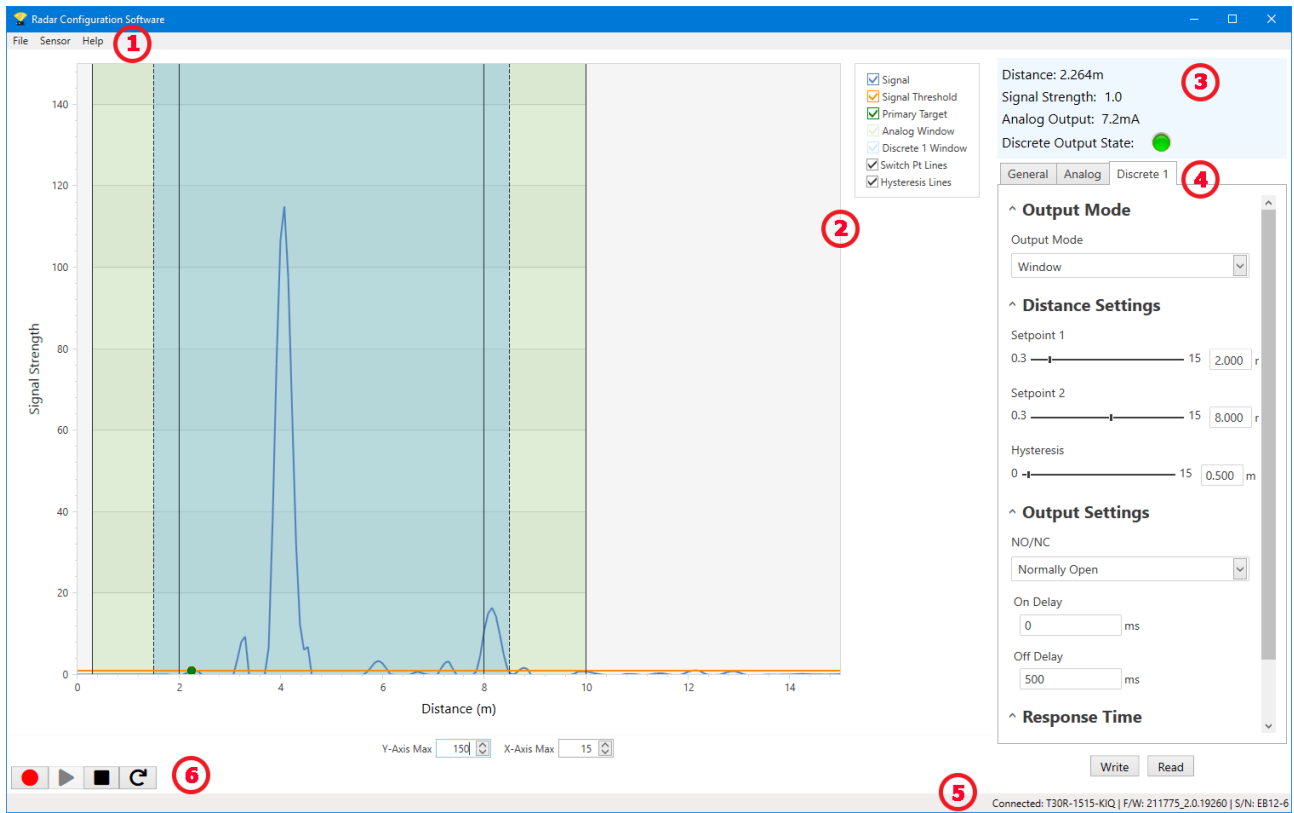 Radar Configuration Software
File Sensor Help
1
140
120
100
80
60
40
20
0
Signal Strength
0 2 4 6 8 10 12 14
Distance (m)
Y-Axis Max 150 X-Axis Max 15
Signal
Signal Threshold
Primary Target
Analog Window
Discrete 1 Window
Switch Pt Lines
Hysteresis Lines
2
Distance: 2.264m
Signal Strength: 1.0
Analog Output: 7.2mA
Discrete Output State:
3
General Analog Discrete 1
4
Output Mode
Output Mode
Window
Distance Settings
Setpoint 1
0.3 15 2.000 r
Setpoint 2
0.3 15 8.000 r
Hysteresis
0 15 0.500 m
Output Settings
NO/NC
Normally Open
On Delay
0 ms
Off Delay
500 ms
Response Time
Write Read
6
5
Connected: T30R-1515-KIQ | F/W: 211775_2.0.19260 | S/N: EB12-6